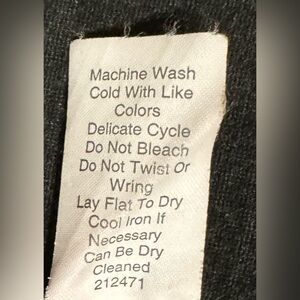 Machine Wash
Cold With Like
Colors
Delicate Cycle
Do Not Bleach
Do Not Twist Or
Wring
Lay Flat To Dry
Cool Iron If
Necessary
Can Be Dry
Cleaned
212471